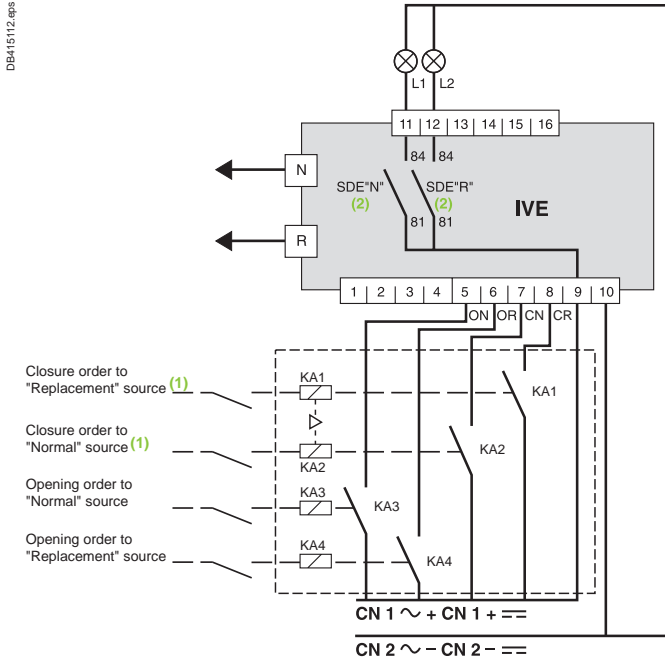 DB415112.eps
L1 L2
11 12 13 14 15 16
84 84
N
SDE"N" SDE"R"
(2) (2)
IVE
81 81
R
1 2 3 4 5 6 7 8 9 10
ON OR CN CR
Closure order to
"Replacement" source (1)
KA1
KA1
Closure order to
"Normal" source (1)
KA2
KA2
Opening order to
"Normal" source
KA3
KA3
Opening order to
"Replacement" source
KA4
KA4
CN 1 ~ + CN 1 + ⎓
CN 2 ~ – CN 2 – ⎓